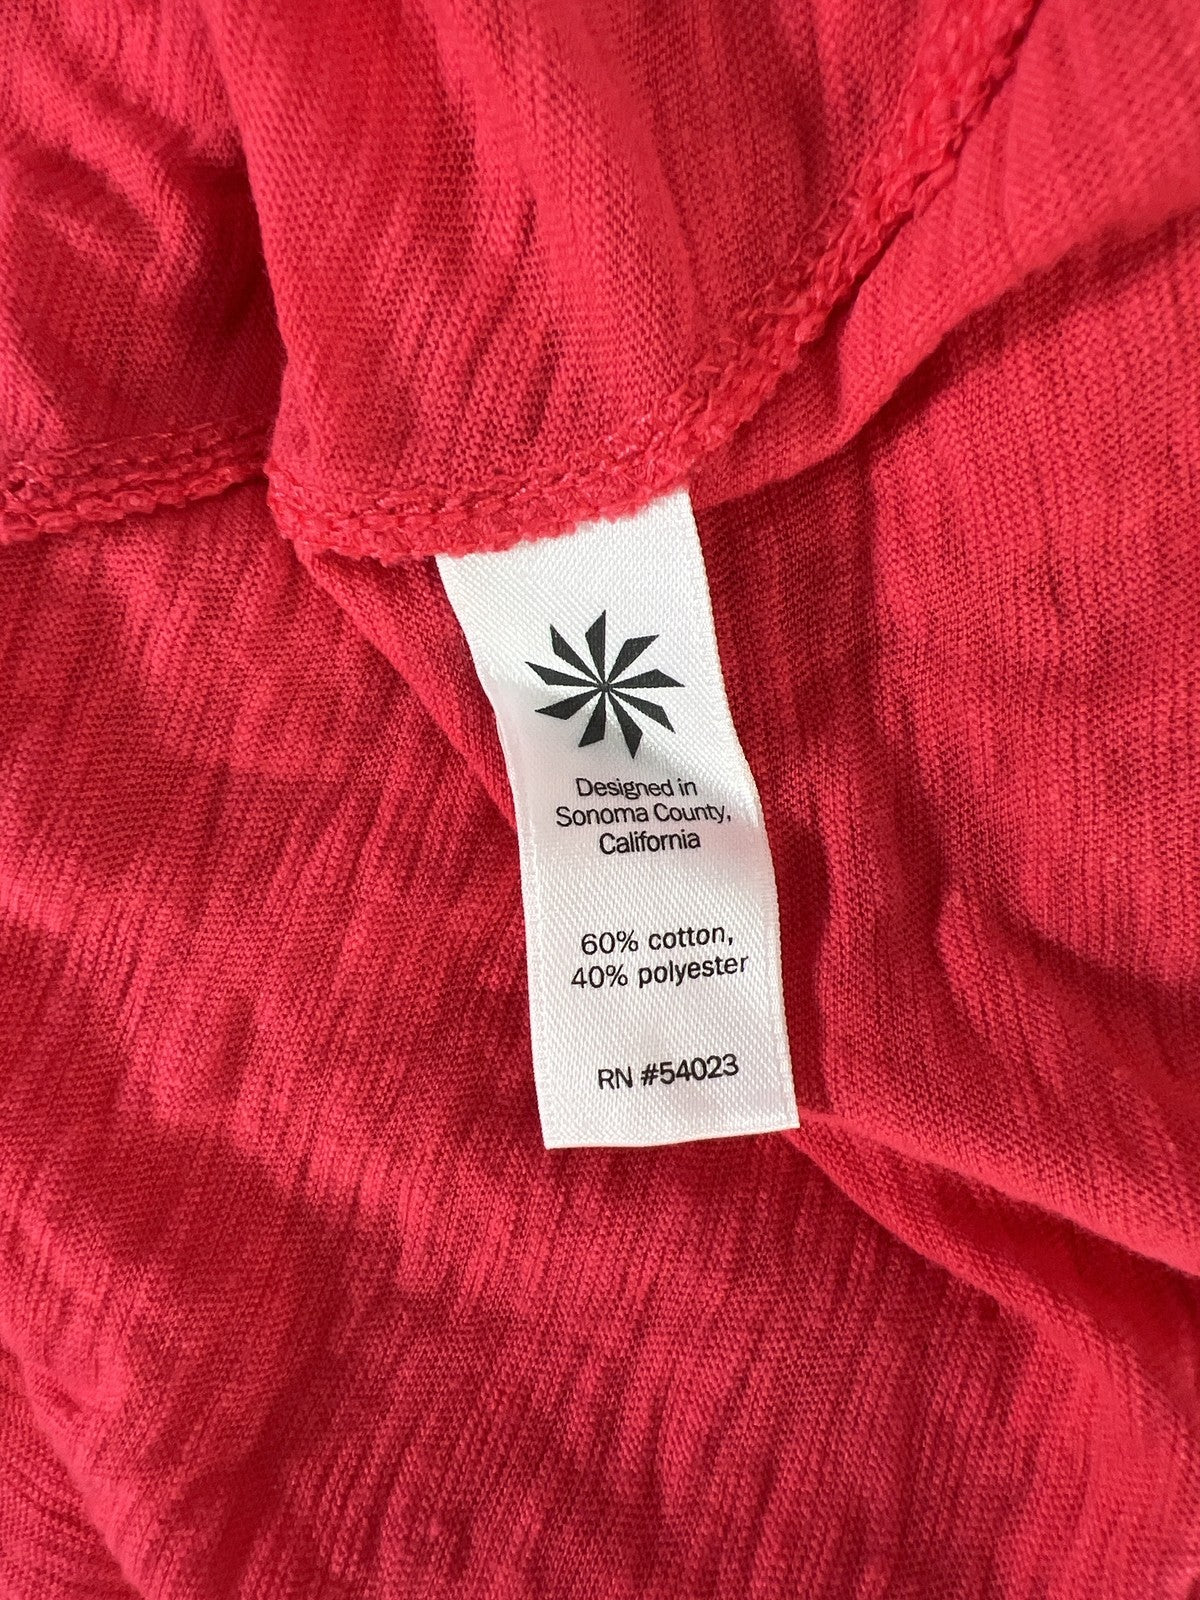 Designed in
Sonoma County,
California
60% cotton,
40% polyester
RN #54023